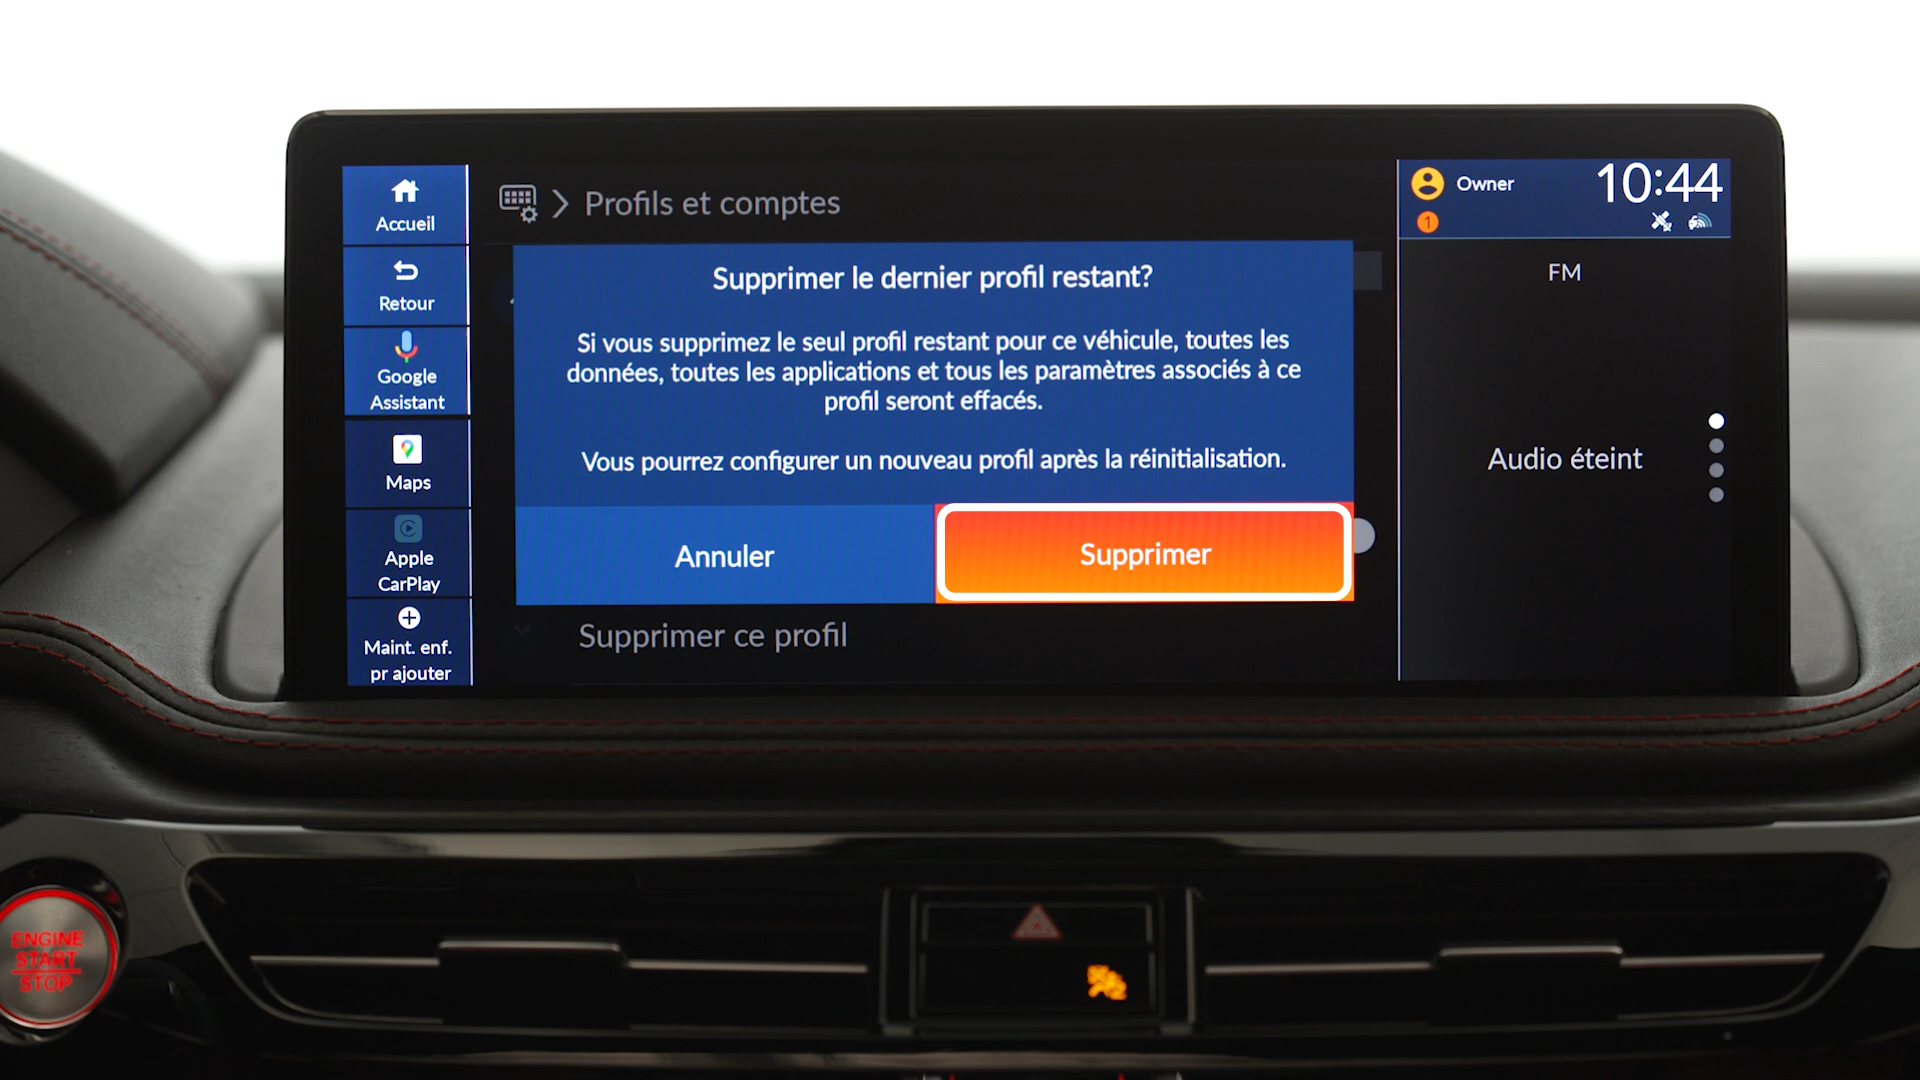 Accueil
Retour
Google
Assistant
Maps
Apple
CarPlay
Maint. enf.
pr ajouter
Profils et comptes
Supprimer le dernier profil restant?
Si vous supprimez le seul profil restant pour ce véhicule, toutes les
données, toutes les applications et tous les paramètres associés à ce
profil seront effacés.
Vous pourrez configurer un nouveau profil après la réinitialisation.
Annuler
Supprimer
Supprimer ce profil
Owner
10:44
1
FM
Audio éteint
ENGINE
START
STOP